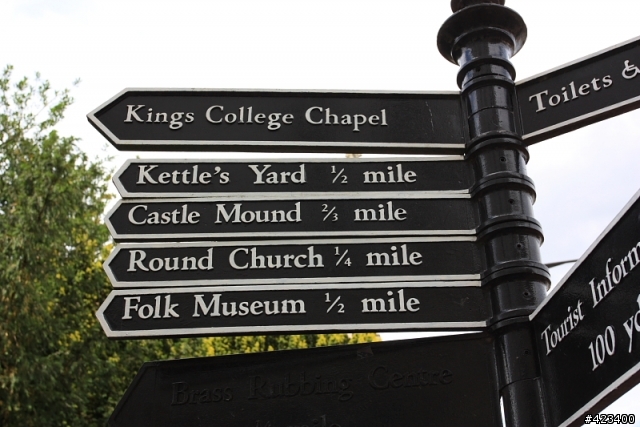 Kings College Chapel
Toilets
Kettle's Yard ½ mile
Castle Mound ⅔ mile
Round Church ¼ mile
Folk Museum ½ mile
Tourist Inform
100 yd
Brass Rubbing Centre
#423400